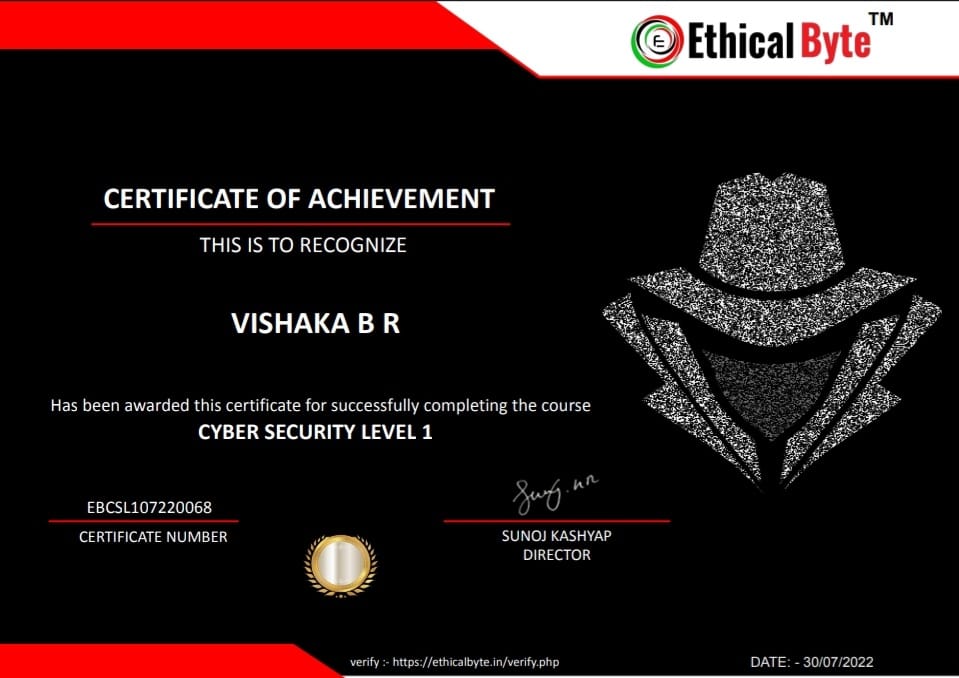 Ethical Byte TM
CERTIFICATE OF ACHIEVEMENT
THIS IS TO RECOGNIZE
VISHAKA B R
Has been awarded this certificate for successfully completing the course
CYBER SECURITY LEVEL 1
EBCSL107220068
CERTIFICATE NUMBER
SUNOJ KASHYAP
DIRECTOR
verify :- https://ethicalbyte.in/verify.php
DATE: - 30/07/2022